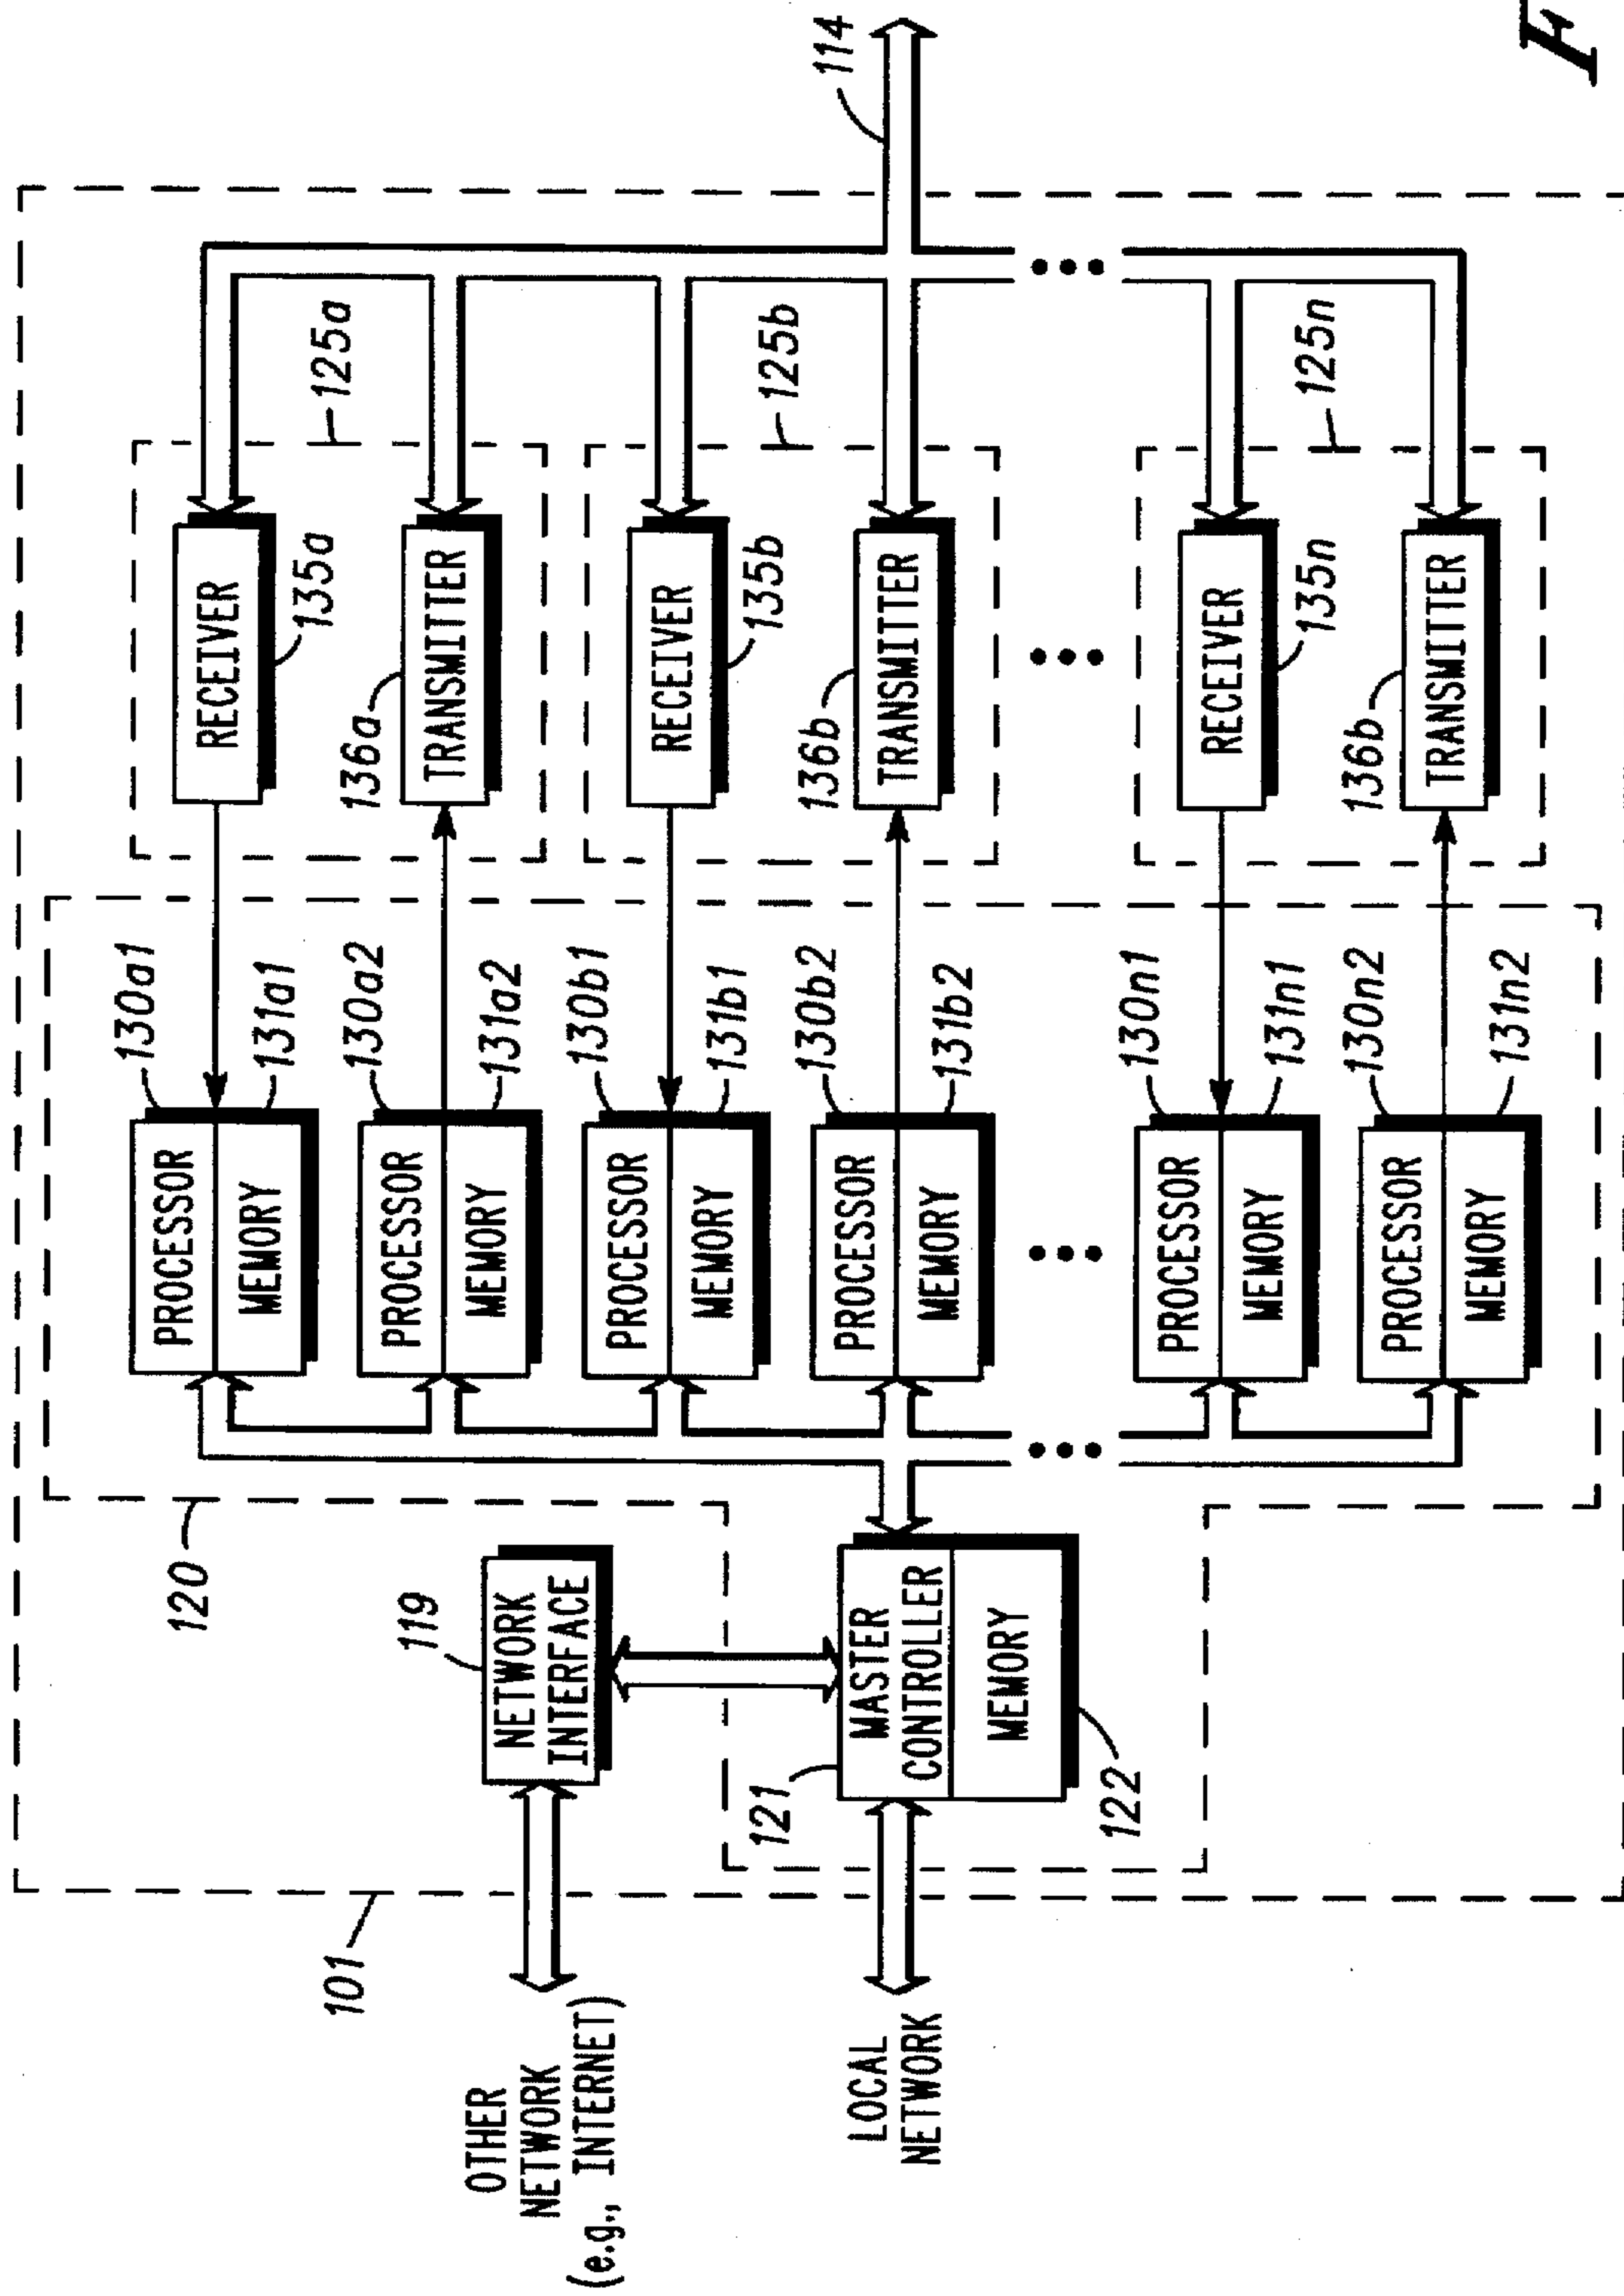 OTHER
NETWORK
(e.g., INTERNET)
LOCAL
NETWORK
101
119
NETWORK
INTERFACE
120
121
MASTER
CONTROLLER
MEMORY
122
130a1
PROCESSOR
MEMORY
131a1
130a2
PROCESSOR
MEMORY
131a2
130b1
PROCESSOR
MEMORY
131b1
130b2
PROCESSOR
MEMORY
131b2
130n1
PROCESSOR
MEMORY
131n1
130n2
PROCESSOR
MEMORY
131n2
RECEIVER
135a
125a
136a
TRANSMITTER
RECEIVER
135b
125b
136b
TRANSMITTER
RECEIVER
135n
125n
136b
TRANSMITTER
114
F